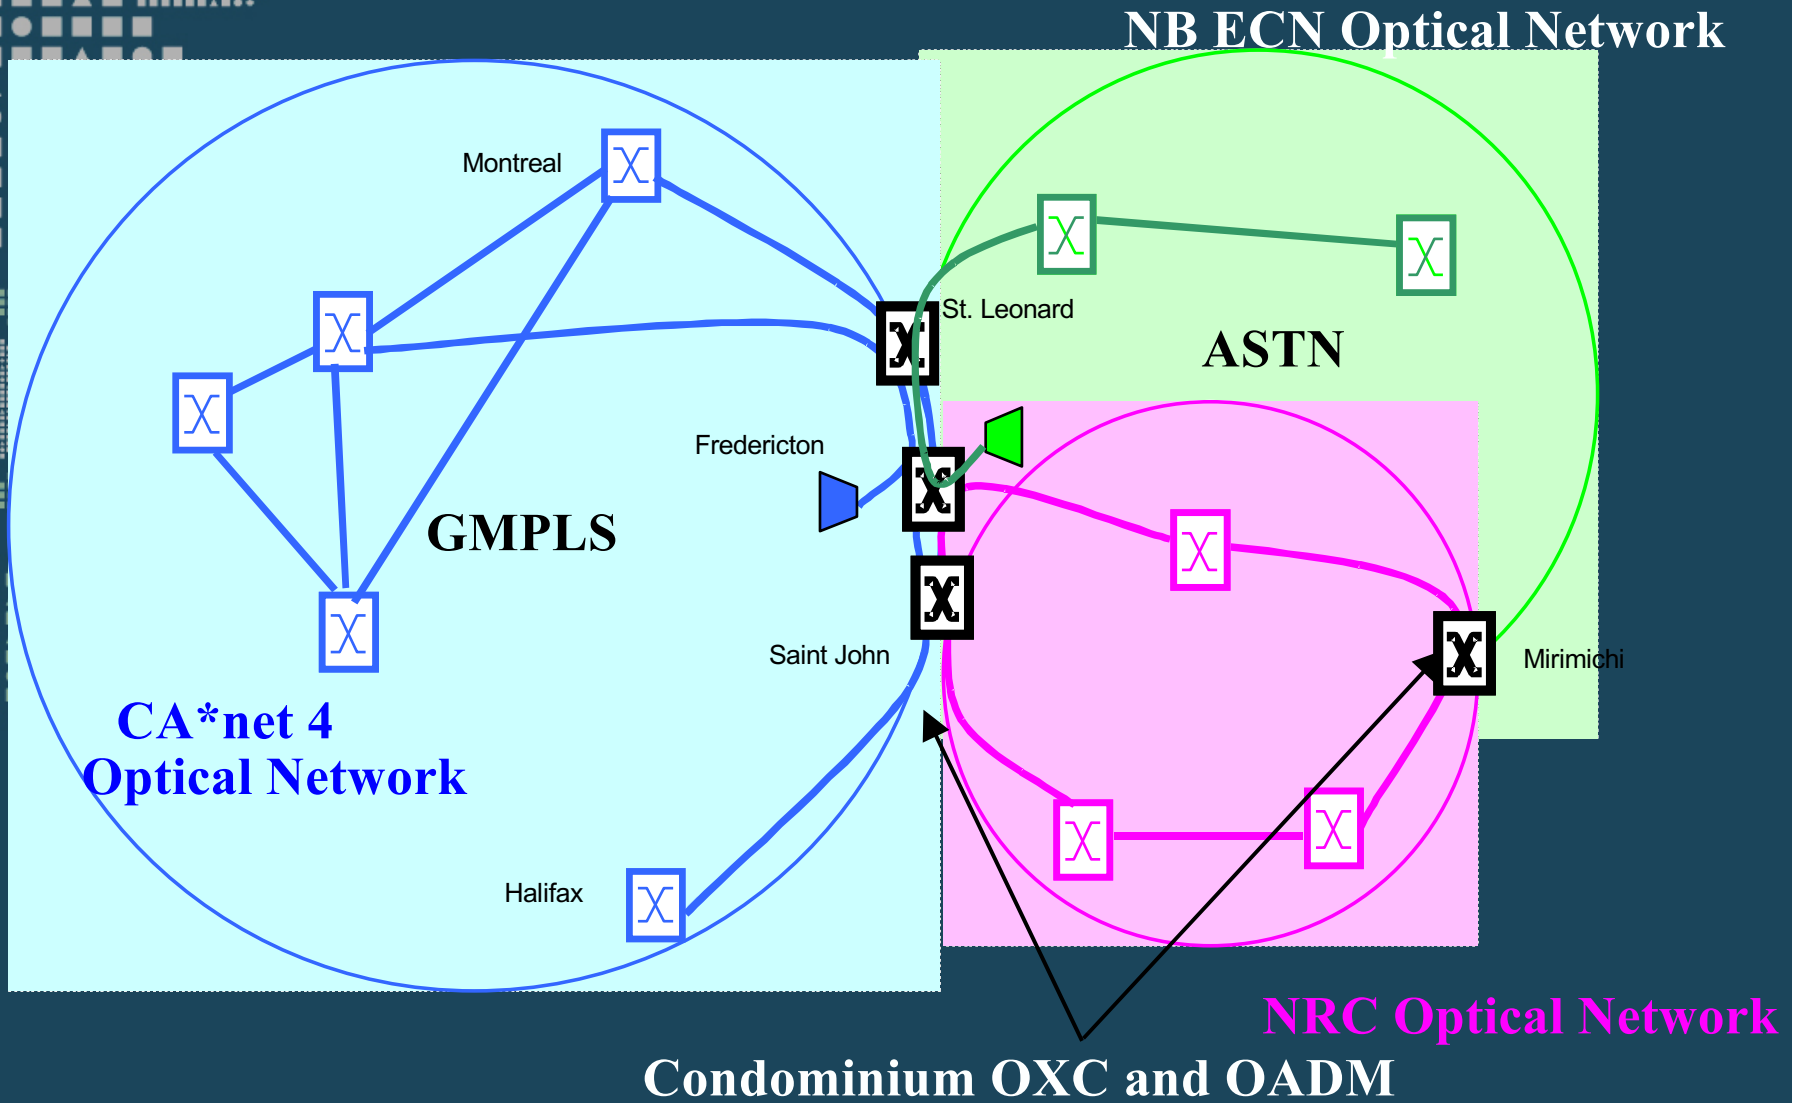 NB ECN Optical Network
Montreal
St. Leonard
ASTN
Fredericton
GMPLS
Saint John
Mirimichi
CA*net 4
Optical Network
Halifax
NRC Optical Network
Condominium OXC and OADM